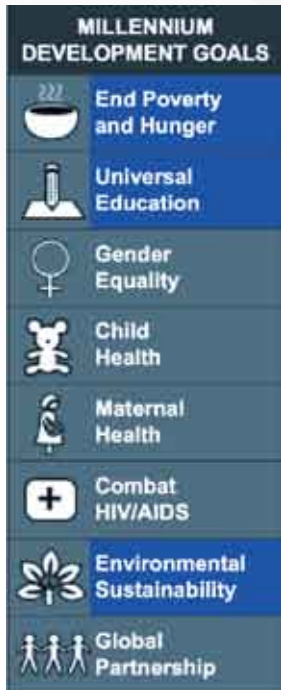 MILLENNIUM
DEVELOPMENT GOALS
End Poverty
and Hunger
Universal
Education
Gender
Equality
Child
Health
Maternal
Health
Combat
HIV/AIDS
Environmental
Sustainability
Global
Partnership